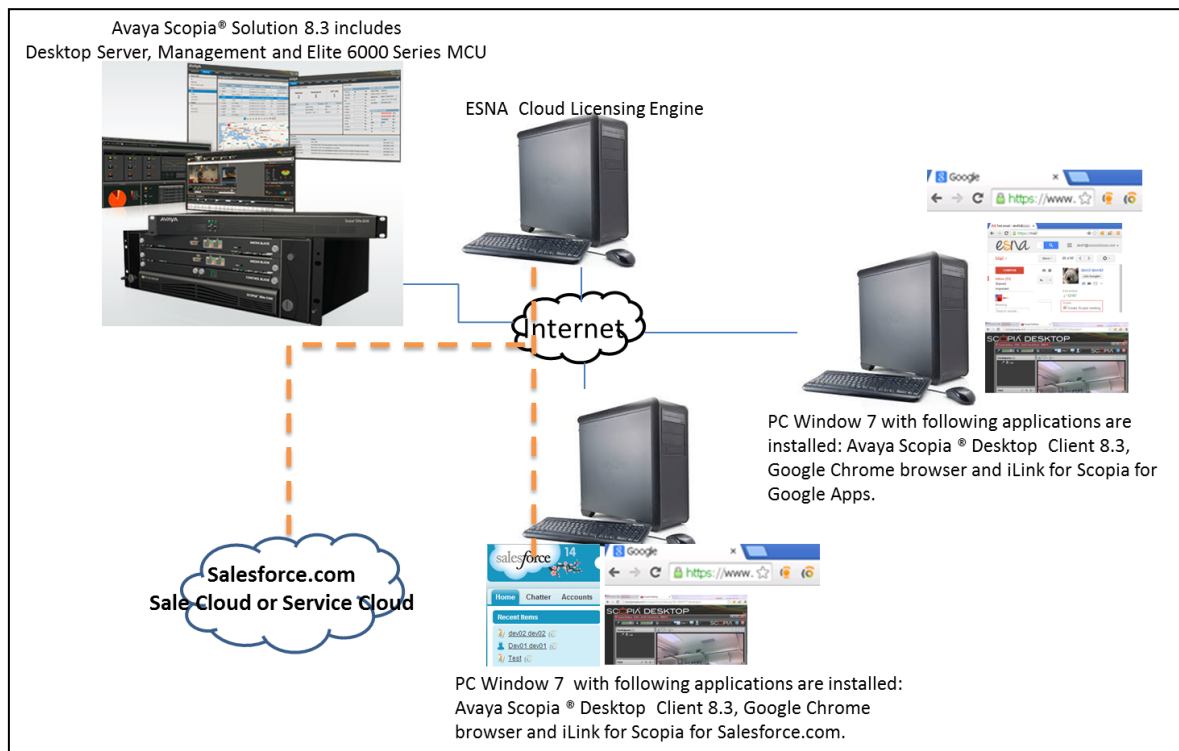 Avaya Scopia® Solution 8.3 includes
Desktop Server, Management and Elite 6000 Series MCU
ESNA Cloud Licensing Engine
Google
https://www.
esna
SCOPIA DESKTOP
Internet
PC Window 7 with following applications are
installed: Avaya Scopia ® Desktop Client 8.3,
Google Chrome browser and iLink for Scopia for
Google Apps.
Salesforce.com
Sale Cloud or Service Cloud
salesforce 14
Home Chatter Accounts
Recent Items
dev02 dev02
Dev01 dev01
Test
Google
https://www.
SCOPIA DESKTOP
PC Window 7 with following applications are installed:
Avaya Scopia ® Desktop Client 8.3, Google Chrome
browser and iLink for Scopia for Salesforce.com.